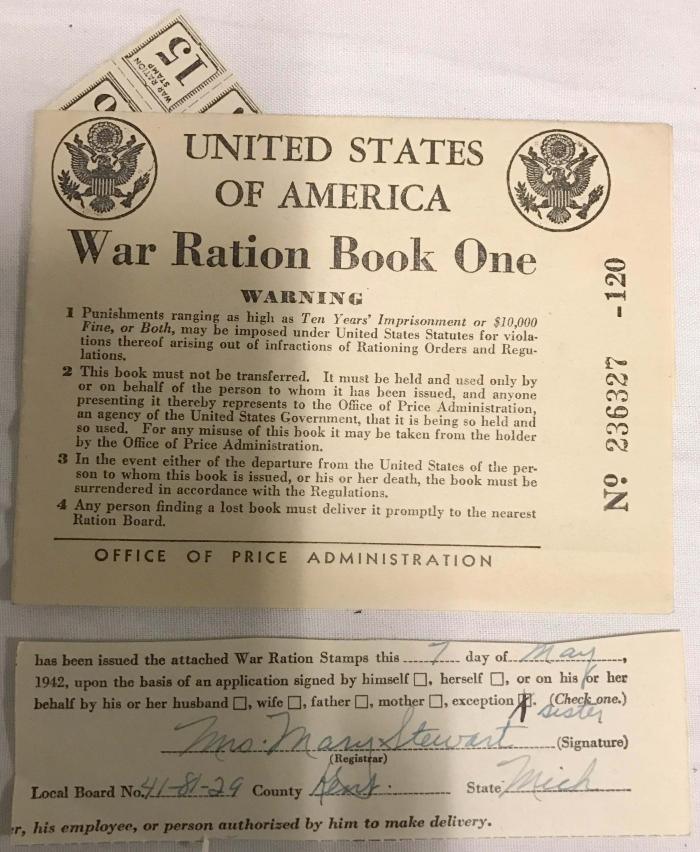 15
WAR RATION
STAMP
UNITED STATES
OF AMERICA
War Ration Book One
WARNING
1 Punishments ranging as high as Ten Years' Imprisonment or $10,000
Fine, or Both, may be imposed under United States Statutes for viola-
tions thereof arising out of infractions of Rationing Orders and Regu-
lations.
2 This book must not be transferred. It must be held and used only by
or on behalf of the person to whom it has been issued, and anyone
presenting it thereby represents to the Office of Price Administration,
an agency of the United States Government, that it is being so held and
so used. For any misuse of this book it may be taken from the holder
by the Office of Price Administration.
3 In the event either of the departure from the United States of the per-
son to whom this book is issued, or his or her death, the book must be
surrendered in accordance with the Regulations.
4 Any person finding a lost book must deliver it promptly to the nearest
Ration Board.
OFFICE OF PRICE ADMINISTRATION
Nº 236327 -120
has been issued the attached War Ration Stamps this 7 day of May,
1942, upon the basis of an application signed by himself □, herself □, or on his or her
behalf by his or her husband □, wife □, father □, mother □, exception □. (Check one.)
sister
Mrs. Mary Stewart (Signature)
(Registrar)
Local Board No. 41-81-29 County Kent State Mich
r, his employee, or person authorized by him to make delivery.